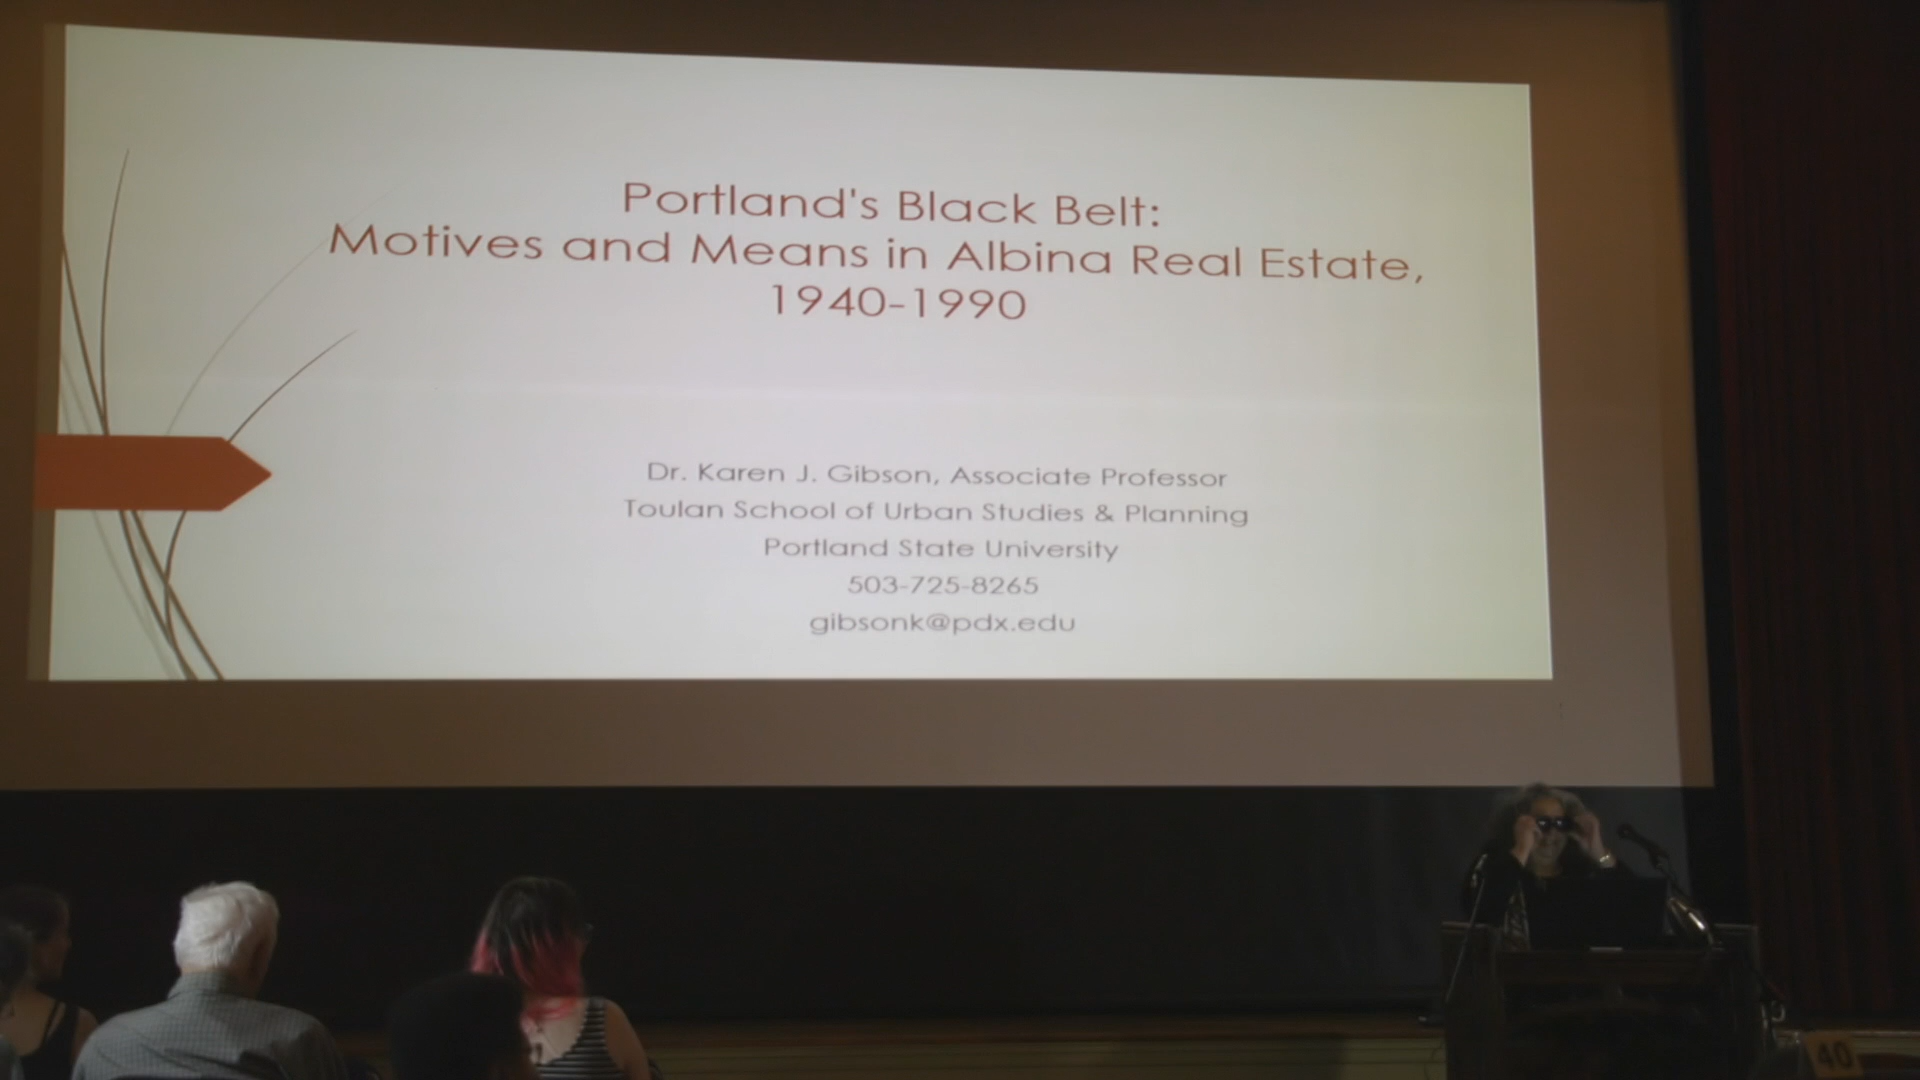 Portland's Black Belt:
Motives and Means in Albina Real Estate,
1940-1990
Dr. Karen J. Gibson, Associate Professor
Toulan School of Urban Studies & Planning
Portland State University
503-725-8265
gibsonk@pdx.edu
40